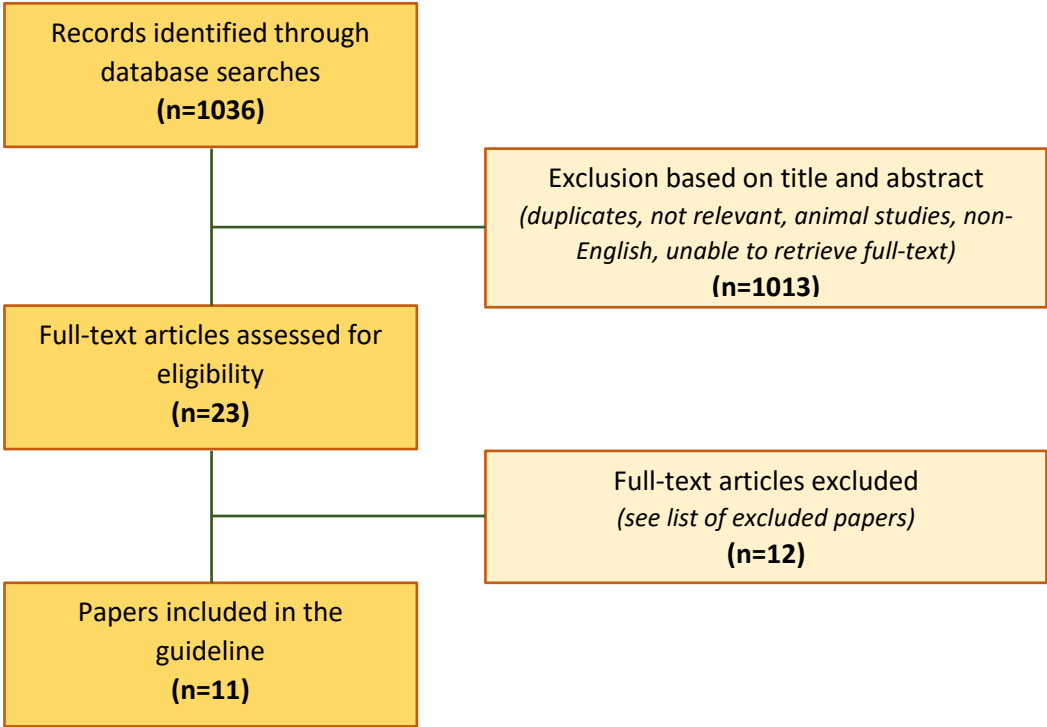 Records identified through
database searches
(n=1036)
Exclusion based on title and abstract
(duplicates, not relevant, animal studies, non-
English, unable to retrieve full-text)
(n=1013)
Full-text articles assessed for
eligibility
(n=23)
Full-text articles excluded
(see list of excluded papers)
(n=12)
Papers included in the
guideline
(n=11)